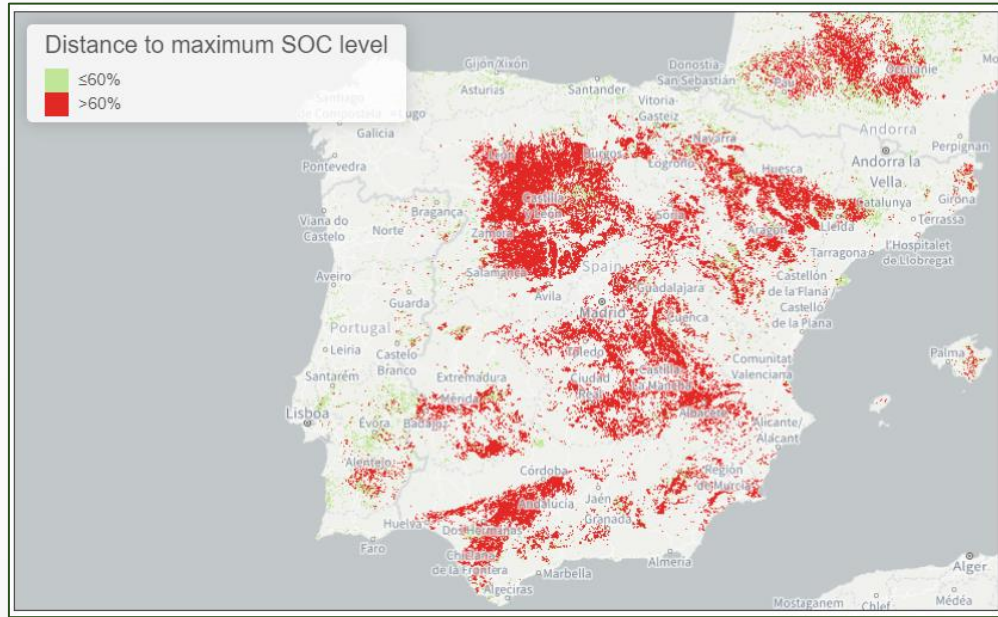 Distance to maximum SOC level
≤60%
>60%
Gijón/Xixón
Asturias
Santander
Donostia-
San Sebastián
Pau
Occitanie
Galicia
Vitoria-
Gasteiz
Navarra
Andorra
Perpignan
Pontevedra
León
Burgos
Logroño
Huesca
Andorra la
Vella
Girona
Viana do
Castelo
Norte
Bragança
Castilla
y León
Soria
Catalunya
Terrassa
Zamora
Aragón
Lleida
l'Hospitalet
de Llobregat
Tarragona
Aveiro
Salamanca
Spain
Guadalajara
Castellón
de la Plana/
Castelló
de la Plana
Guarda
Ávila
Madrid
Cuenca
Portugal
Leiria
Castelo
Branco
Toledo
Comunitat
Valenciana
Palma
Santarém
Extremadura
Ciudad
Real
Castilla
La Mancha
Lisboa
Évora
Mérida
Badajoz
Albacete
Alicante/
Alacant
Alentejo
Córdoba
Región
de Murcia
Jaén
Andalucía
Huelva
Dos Hermanas
Granada
Faro
Chiclana
de la Frontera
Almería
Marbella
Algeciras
Alger
Mostaganem
Chlef
Médéa